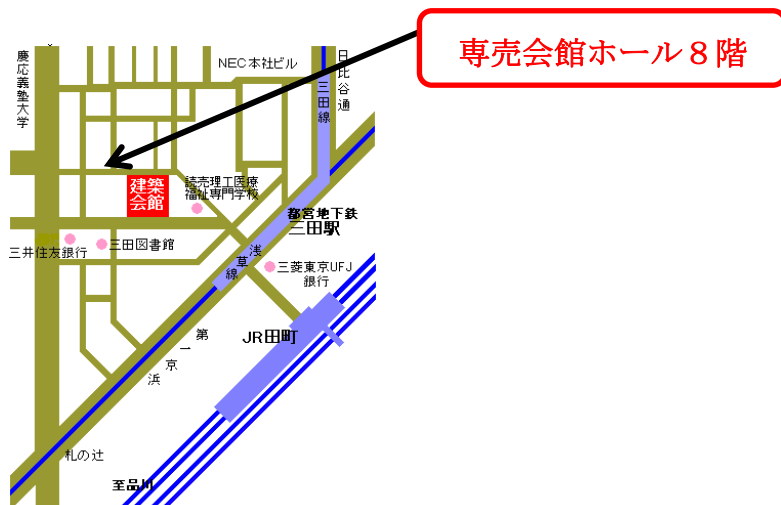 専売会館ホール８階
慶応義塾大学
NEC本社ビル
日比谷通
三田線
建築
会館
読売理工医療
福祉専門学校
都営地下鉄
三田駅
三井住友銀行
三田図書館
浅草線
三菱東京UFJ
銀行
JR田町
第一京浜
札の辻
至品川